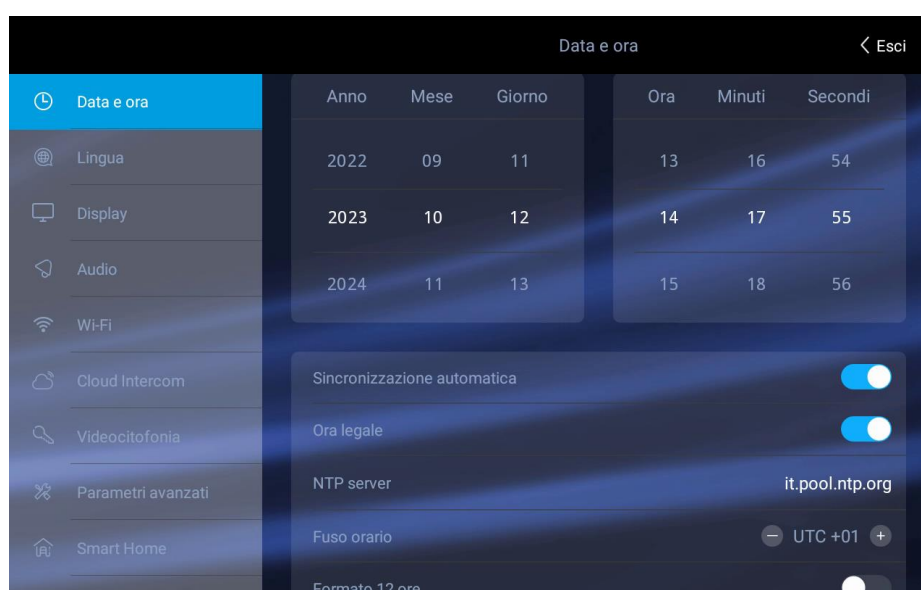 Data e ora
Esci
Data e ora
Lingua
Display
Audio
Wi-Fi
Cloud Intercom
Videocitofonia
Parametri avanzati
Smart Home
Anno Mese Giorno
2022 09 11
2023 10 12
2024 11 13
Ora Minuti Secondi
13 16 54
14 17 55
15 18 56
Sincronizzazione automatica
Ora legale
NTP server it.pool.ntp.org
Fuso orario - UTC +01 +
Formato 12 ore